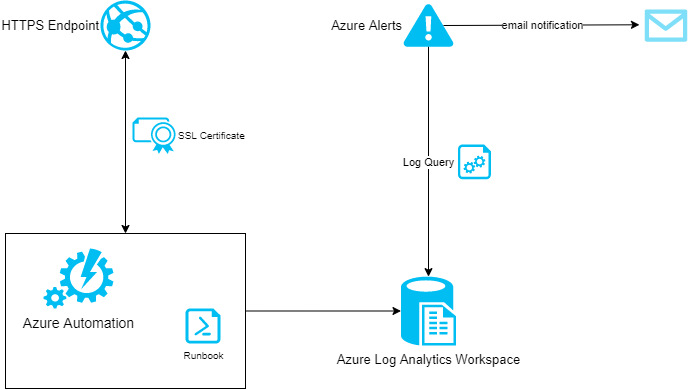 HTTPS Endpoint
Azure Alerts
email notification
SSL Certificate
Log Query
Azure Automation
Runbook
Azure Log Analytics Workspace